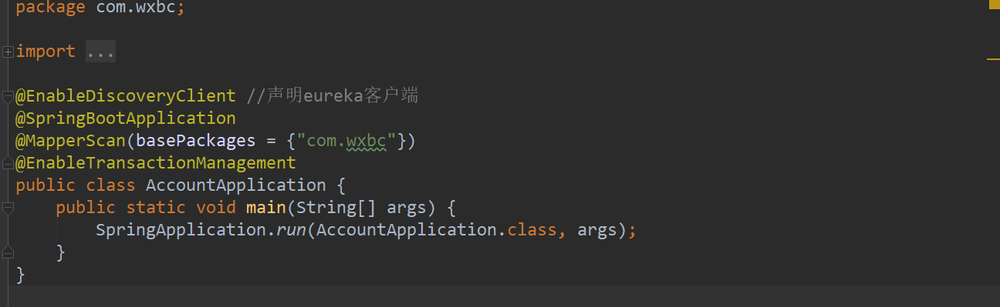 package com.wxbc;
import ...
@EnableDiscoveryClient //声明eureka客户端
@SpringBootApplication
@MapperScan(basePackages = {"com.wxbc"})
@EnableTransactionManagement
public class AccountApplication {
    public static void main(String[] args) {
        SpringApplication.run(AccountApplication.class, args);
    }
}